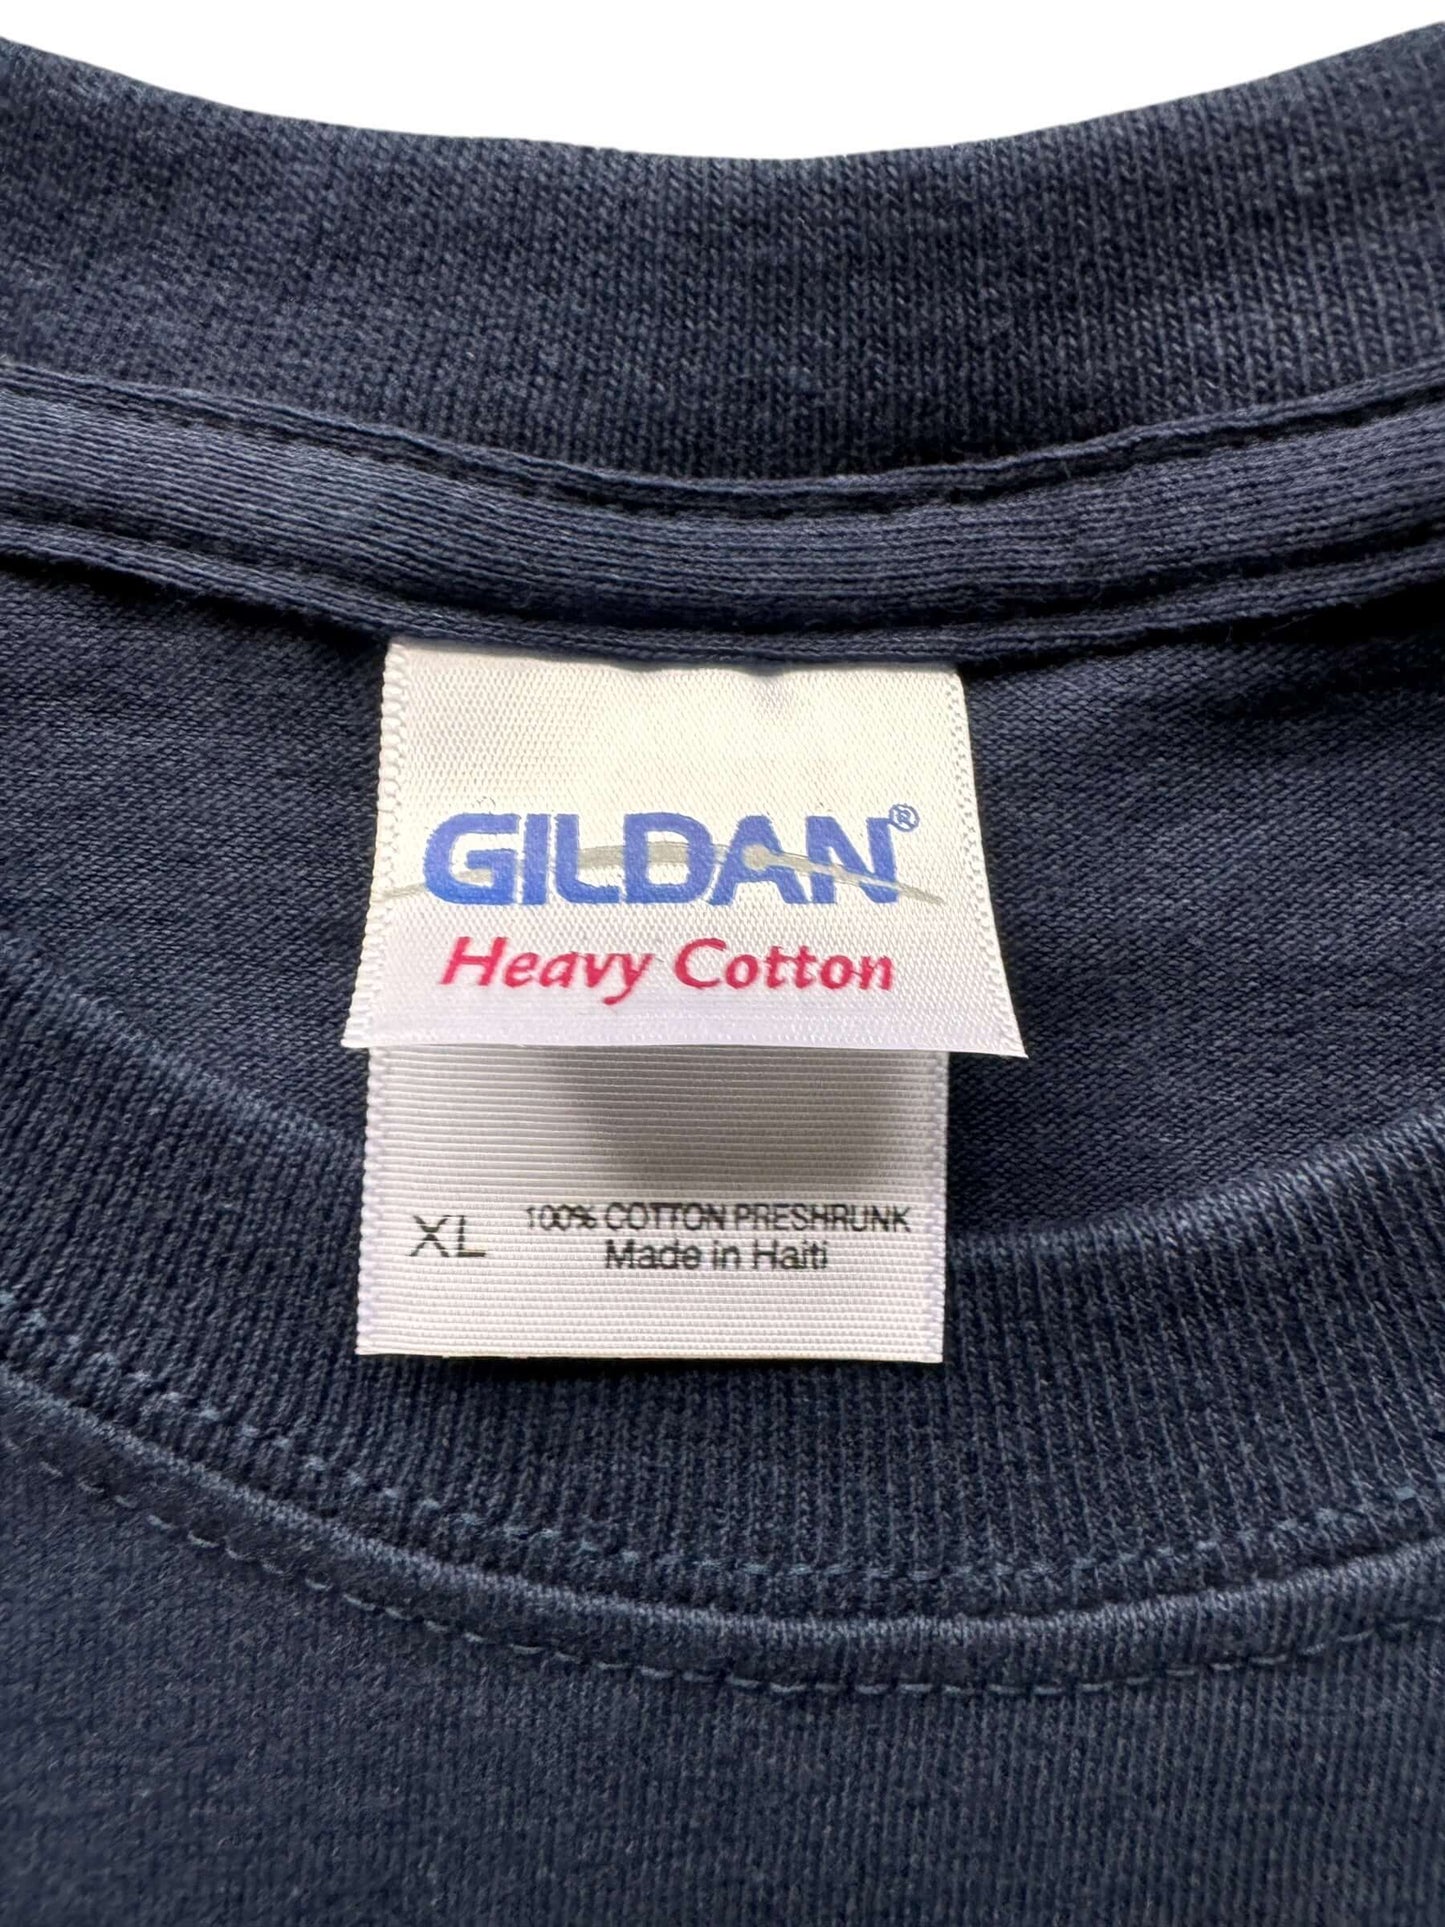 GILDAN®
Heavy Cotton
XL 100% COTTON PRESHRUNK
Made in Haiti